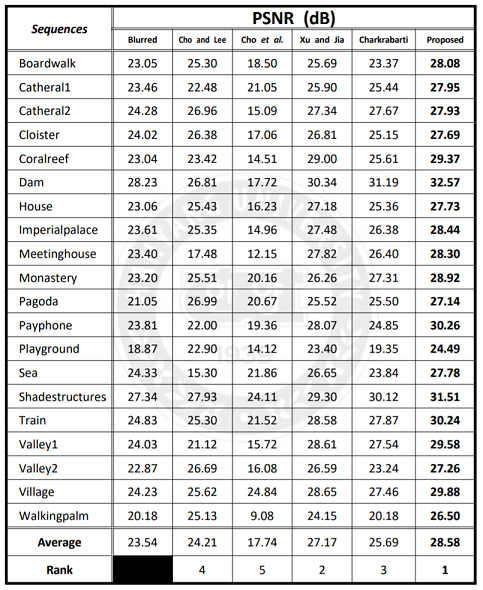 Sequences PSNR (dB)
Blurred Cho and Lee Cho et al. Xu and Jia Charkrabarti Proposed
Boardwalk 23.05 25.30 18.50 25.69 23.37 28.08
Catheral1 23.46 22.48 21.05 25.90 25.44 27.95
Catheral2 24.28 26.96 15.09 27.34 27.67 27.93
Cloister 24.02 26.38 17.06 26.81 25.15 27.69
Coralreef 23.04 23.42 14.51 29.00 25.61 29.37
Dam 28.23 26.81 17.72 30.34 31.19 32.57
House 23.06 25.43 16.23 27.18 25.36 27.73
Imperialpalace 23.61 25.35 14.96 27.48 26.38 28.44
Meetinghouse 23.40 17.48 12.15 27.82 26.40 28.30
Monastery 23.20 25.51 20.16 26.26 27.31 28.92
Pagoda 21.05 26.99 20.67 25.52 25.50 27.14
Payphone 23.81 22.00 19.36 28.07 24.85 30.26
Playground 18.87 22.90 14.12 23.40 19.35 24.49
Sea 24.33 15.30 21.86 26.65 23.84 27.78
Shadestructures 27.34 27.93 24.11 29.30 30.12 31.51
Train 24.83 25.30 21.52 28.58 27.87 30.24
Valley1 24.03 21.12 15.72 28.61 27.54 29.58
Valley2 22.87 26.69 16.08 26.59 23.24 27.26
Village 24.23 25.62 24.84 28.65 27.46 29.88
Walkingpalm 20.18 25.13 9.08 24.15 20.18 26.50
Average 23.54 24.21 17.74 27.17 25.69 28.58
Rank 4 5 2 3 1